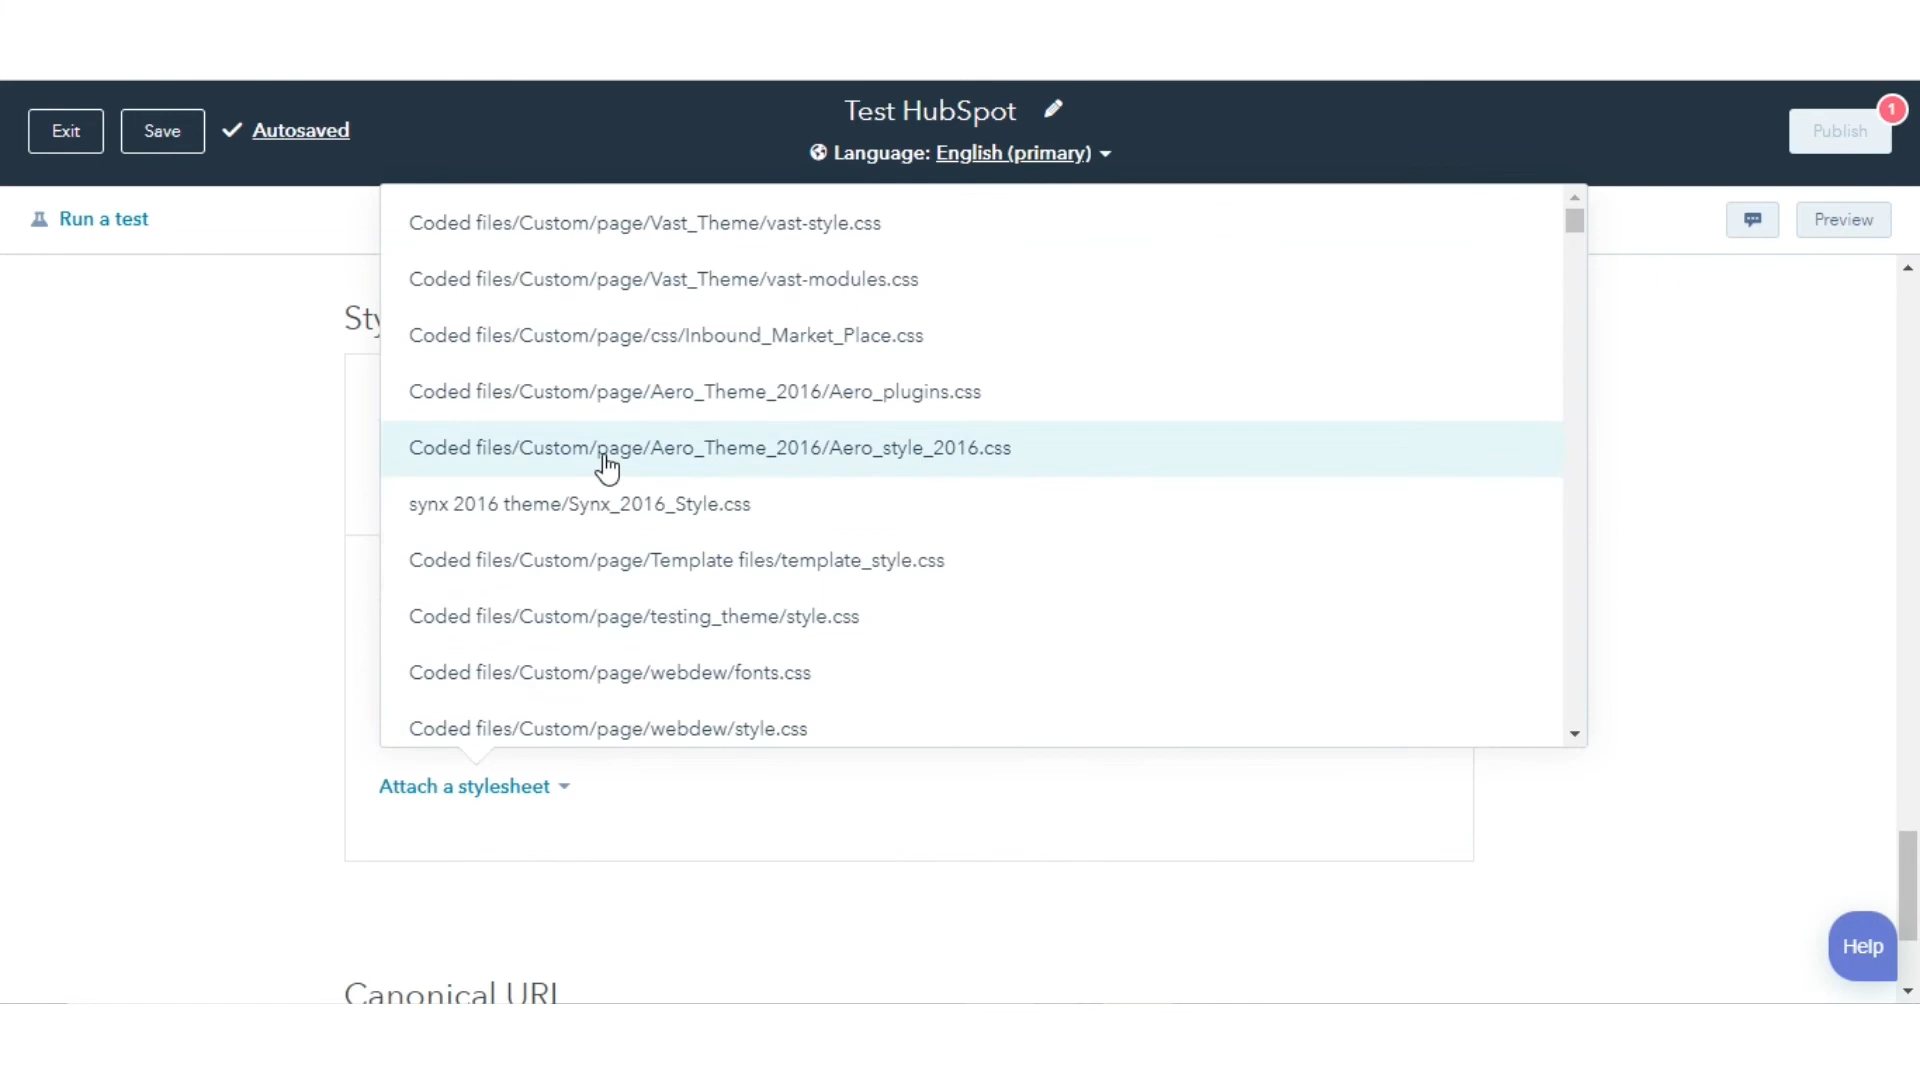 Test HubSpot
Exit
Save
Autosaved
Language: English (primary)
Publish
1
Run a test
Preview
Coded files/Custom/page/Vast_Theme/vast-style.css
Coded files/Custom/page/Vast_Theme/vast-modules.css
Sty
Coded files/Custom/page/css/Inbound_Market_Place.css
Coded files/Custom/page/Aero_Theme_2016/Aero_plugins.css
Coded files/Custom/page/Aero_Theme_2016/Aero_style_2016.css
synx 2016 theme/Synx_2016_Style.css
Coded files/Custom/page/Template files/template_style.css
Coded files/Custom/page/testing_theme/style.css
Coded files/Custom/page/webdew/fonts.css
Coded files/Custom/page/webdew/style.css
Attach a stylesheet
Help
Canonical URL